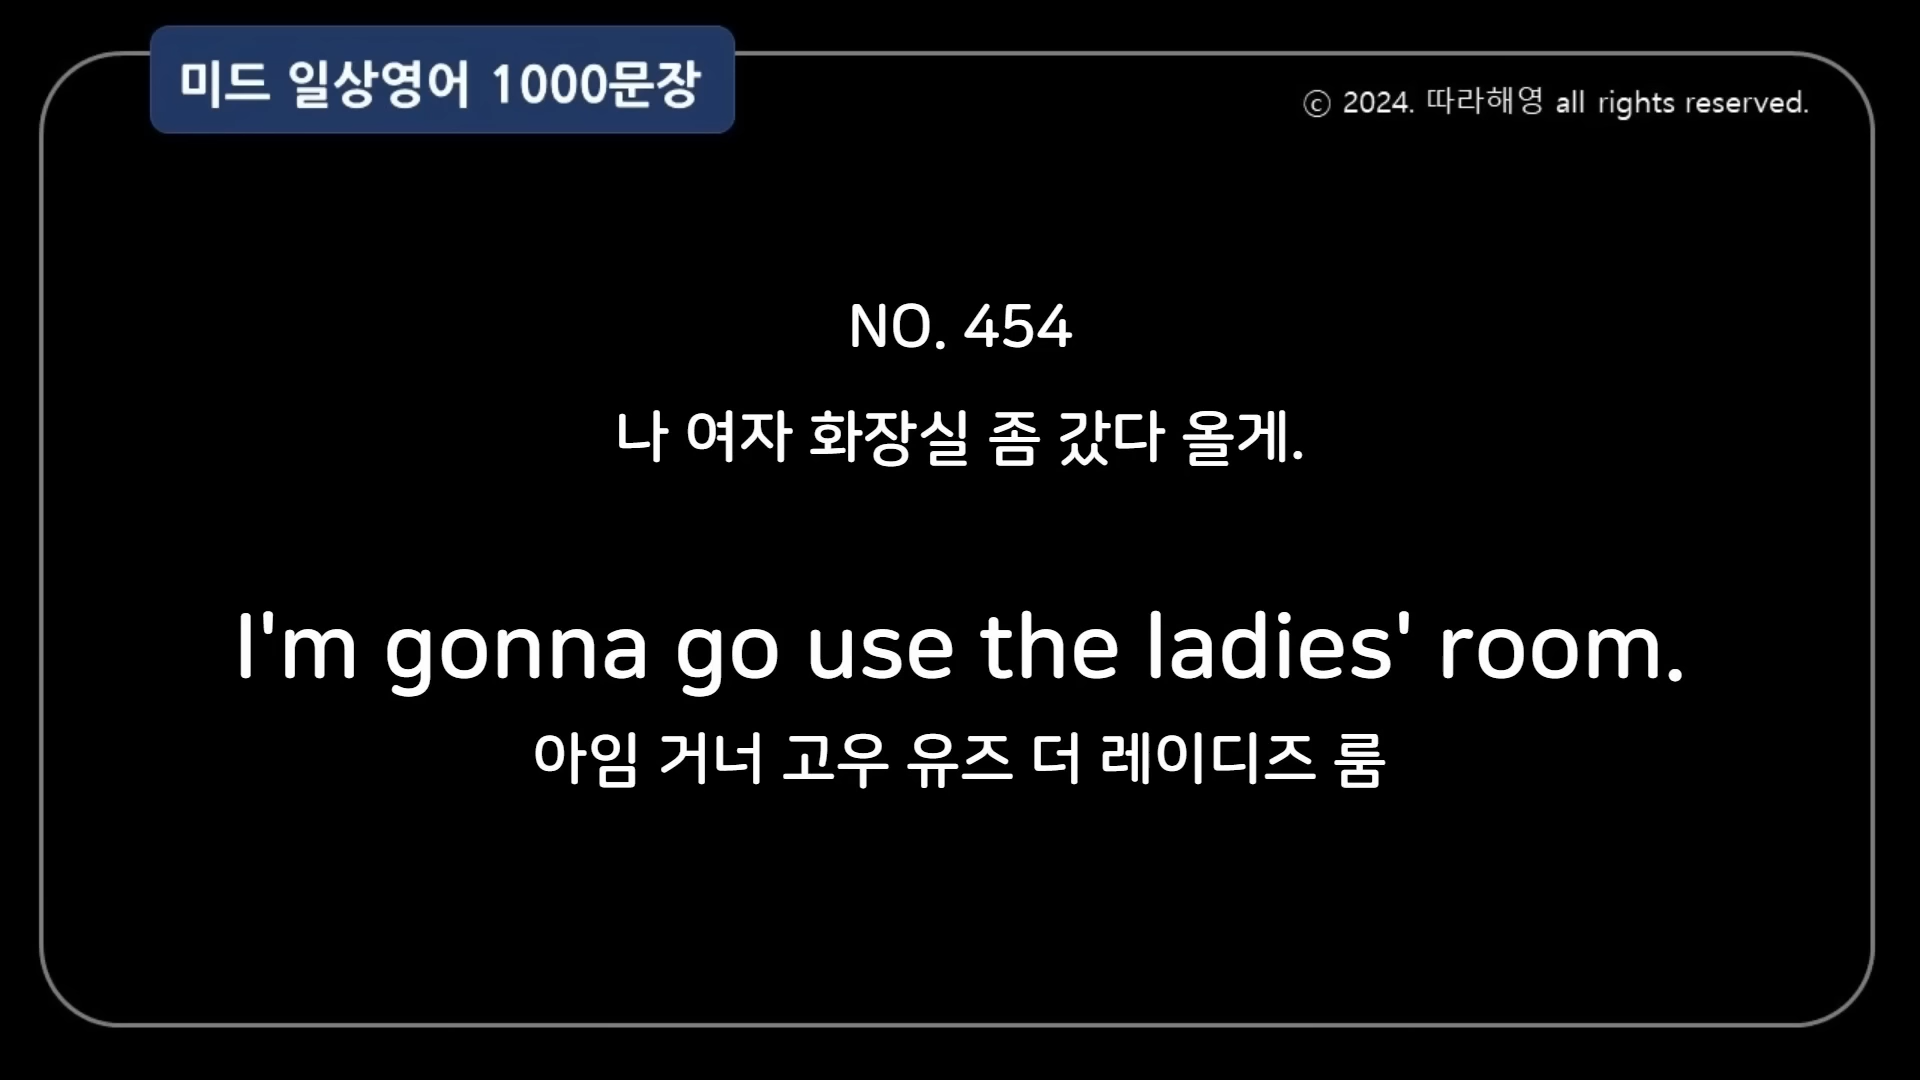 미드 일상영어 1000문장
ⓒ 2024. 따라해영 all rights reserved.
NO. 454
나 여자 화장실 좀 갔다 올게.
I'm gonna go use the ladies' room.
아임 거너 고우 유즈 더 레이디즈 룸